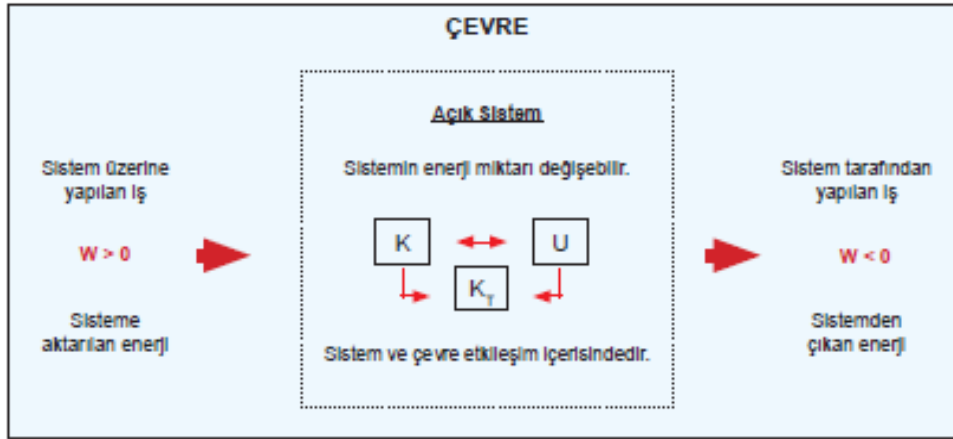 ÇEVRE
Açık Sistem
Sistem üzerine
yapılan iş
W > 0
Sisteme
aktarılan enerji
Sistemin enerji miktarı değişebilir.
K
U
K_T
Sistem ve çevre etkileşim içerisindedir.
Sistem tarafından
yapılan iş
W < 0
Sistemden
çıkan enerji